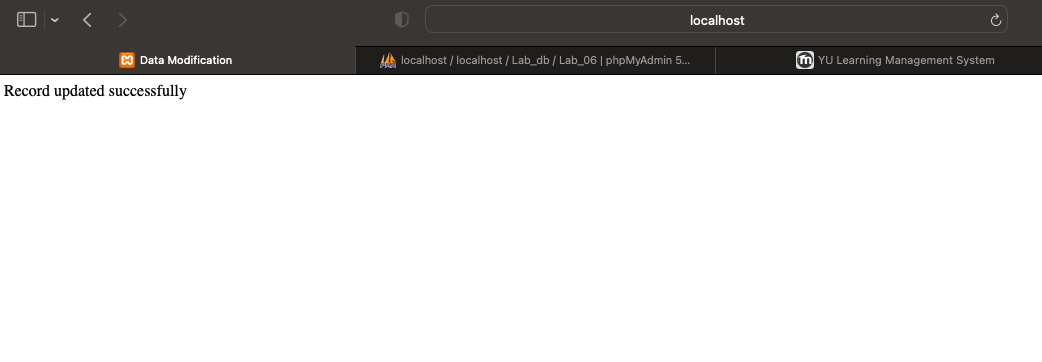 localhost
Data Modification
localhost / localhost / Lab_db / Lab_06 | phpMyAdmin 5...
YU Learning Management System
Record updated successfully